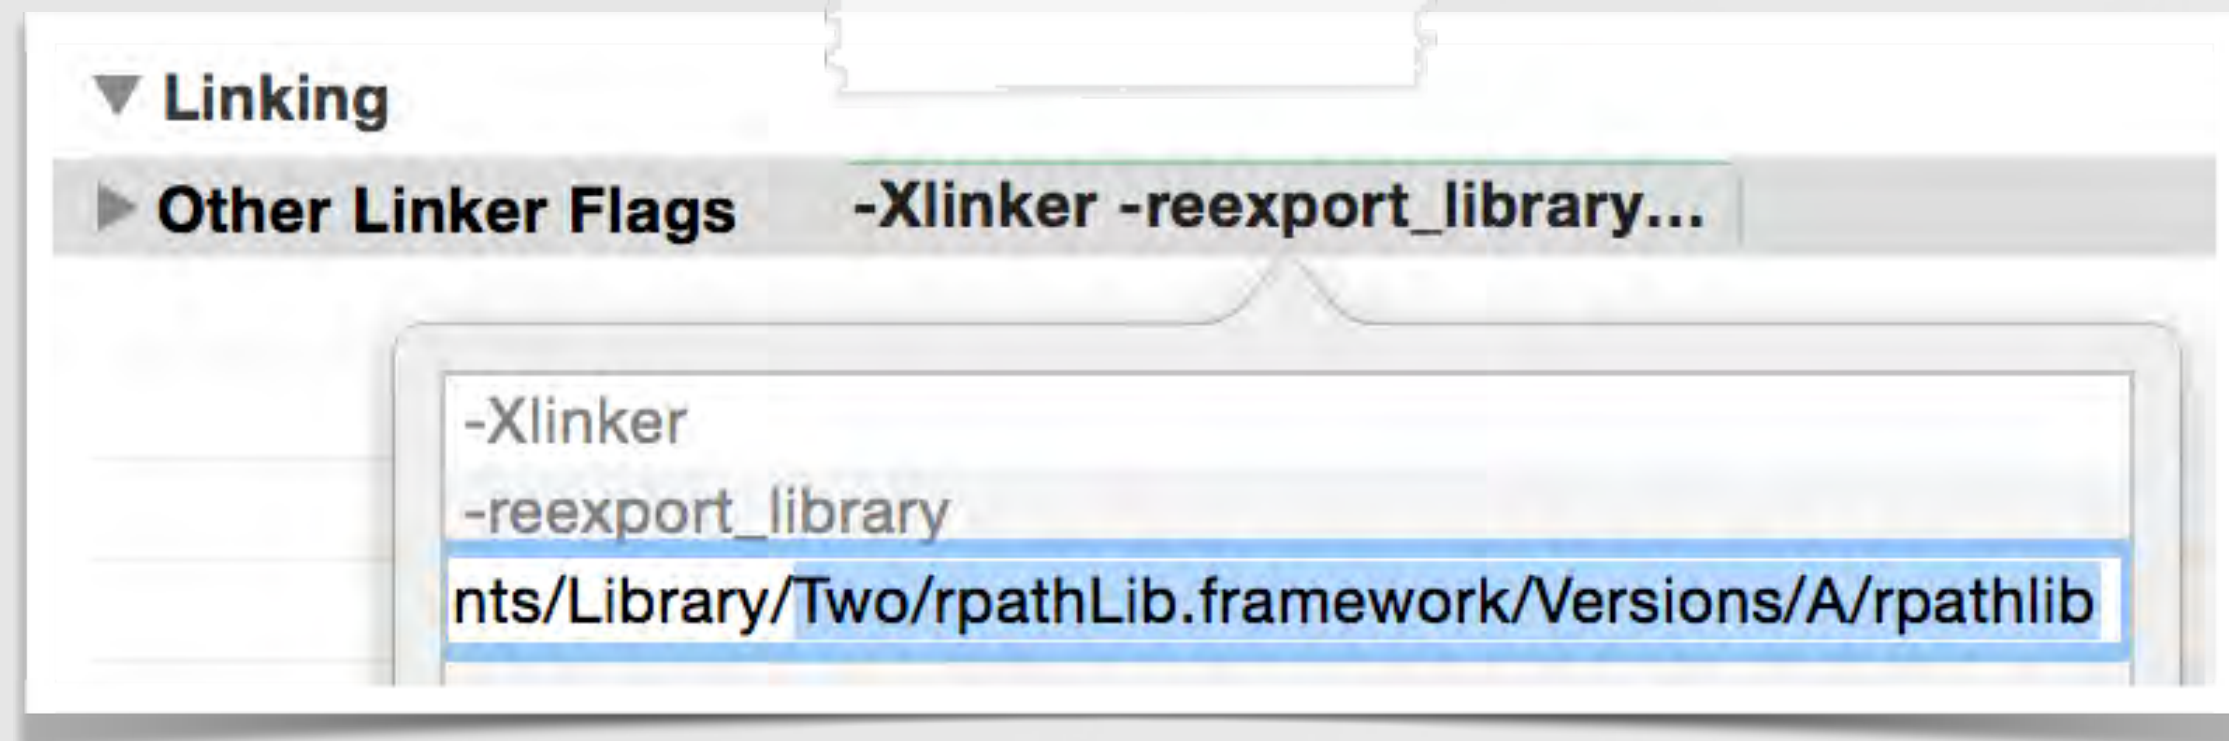 Linking
Other Linker Flags -Xlinker -reexport_library...
-Xlinker
-reexport_library
nts/Library/Two/rpathLib.framework/Versions/A/rpathlib